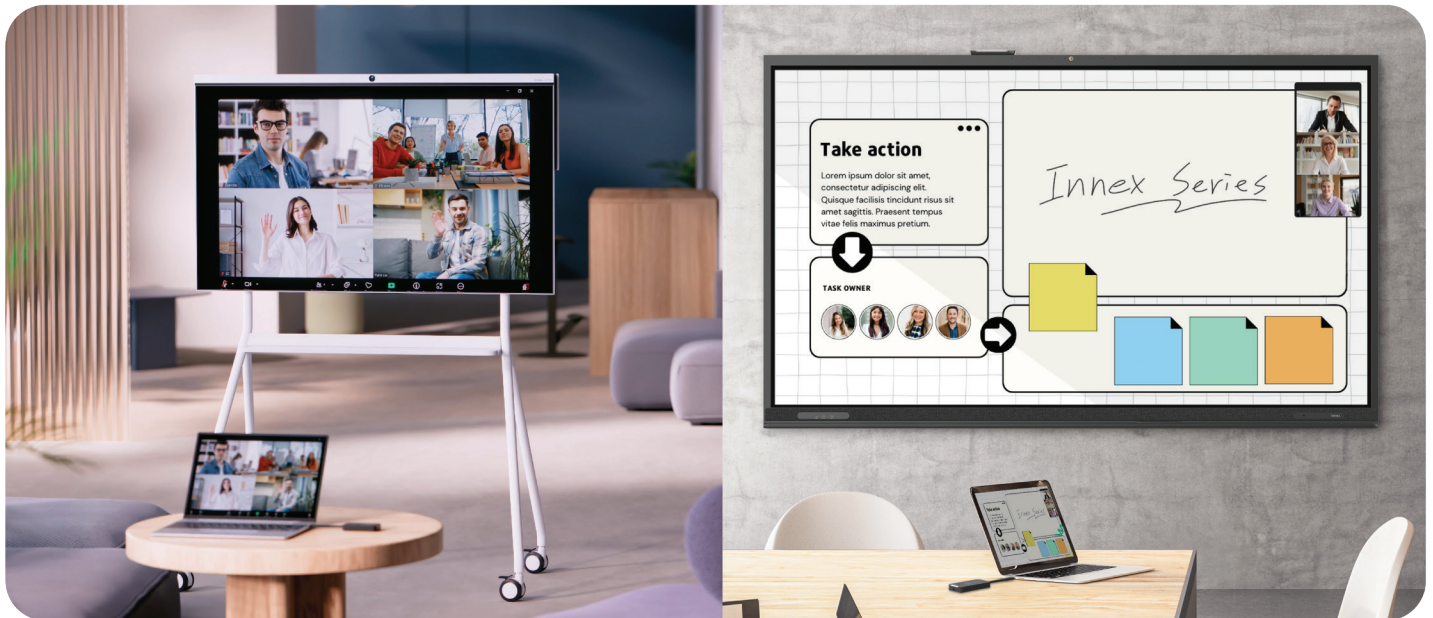 Take action
Lorem ipsum dolor sit amet,
consectetur adipiscing elit.
Quisque facilisis tincidunt risus sit
amet sagittis. Praesent tempus
vitae felis maximus pretium.
TASK OWNER
Innex Series